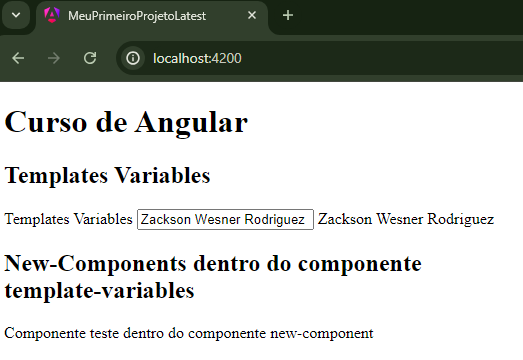 MeuPrimeiroProjetoLatest
localhost:4200
Curso de Angular
Templates Variables
Templates Variables Zackson Wesner Rodriguez Zackson Wesner Rodriguez
New-Components dentro do componente
template-variables
Componente teste dentro do componente new-component